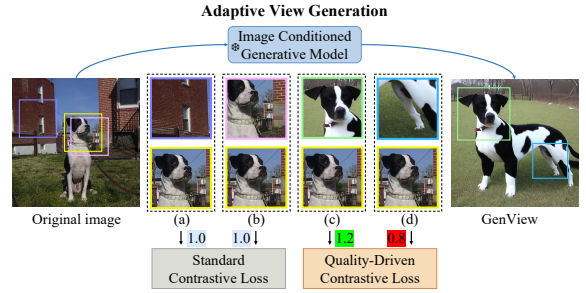 Adaptive View Generation
Image Conditioned
Generative Model
Original image
(a)
(b)
(c)
(d)
GenView
1.0
1.0
1.2
0.8
Standard
Contrastive Loss
Quality-Driven
Contrastive Loss